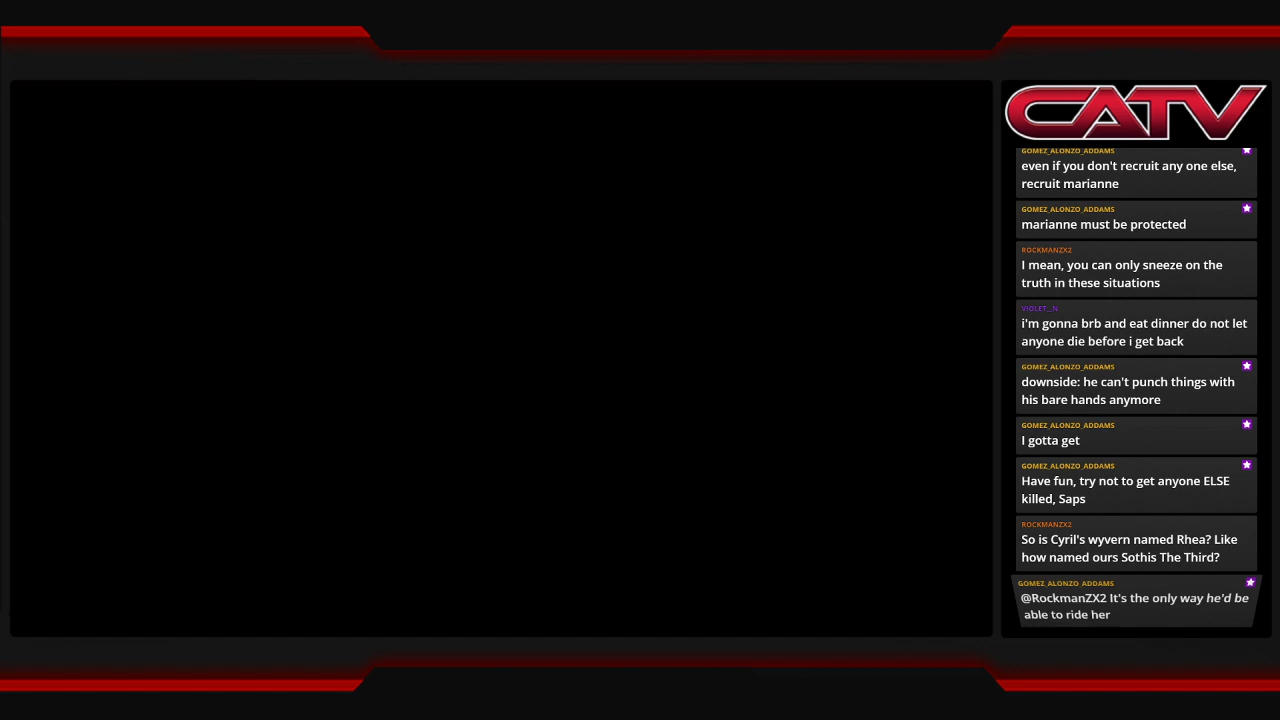 CATV
GOMEZ_ALONZO_ADDAMS
even if you don't recruit any one else,
recruit marianne
GOMEZ_ALONZO_ADDAMS
marianne must be protected
ROCKMANZX2
I mean, you can only sneeze on the
truth in these situations
VIOLET__N
i'm gonna brb and eat dinner do not let
anyone die before i get back
GOMEZ_ALONZO_ADDAMS
downside: he can't punch things with
his bare hands anymore
GOMEZ_ALONZO_ADDAMS
I gotta get
GOMEZ_ALONZO_ADDAMS
Have fun, try not to get anyone ELSE
killed, Saps
ROCKMANZX2
So is Cyril's wyvern named Rhea? Like
how named ours Sothis The Third?
GOMEZ_ALONZO_ADDAMS
@RockmanZX2 It's the only way he'd be
able to ride her